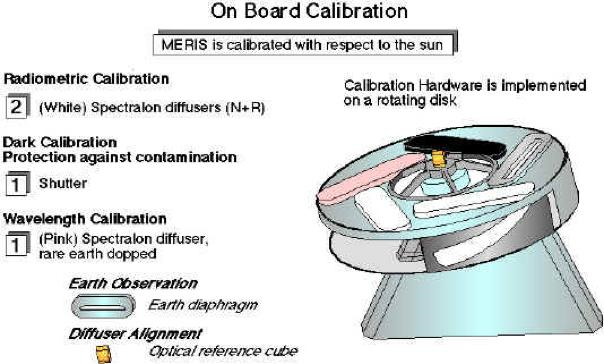 On Board Calibration
MERIS is calibrated with respect to the sun
Radiometric Calibration
2 (White) Spectralon diffusers (N+R)
Calibration Hardware is implemented
on a rotating disk
Dark Calibration
Protection against contamination
1 Shutter
Wavelength Calibration
1 (Pink) Spectralon diffuser,
rare earth dopped
Earth Observation
Earth diaphragm
Diffuser Alignment
Optical reference cube